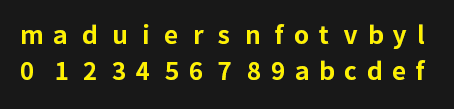 m a d u i e r s n f o t v b y l
0 1 2 3 4 5 6 7 8 9 a b c d e f